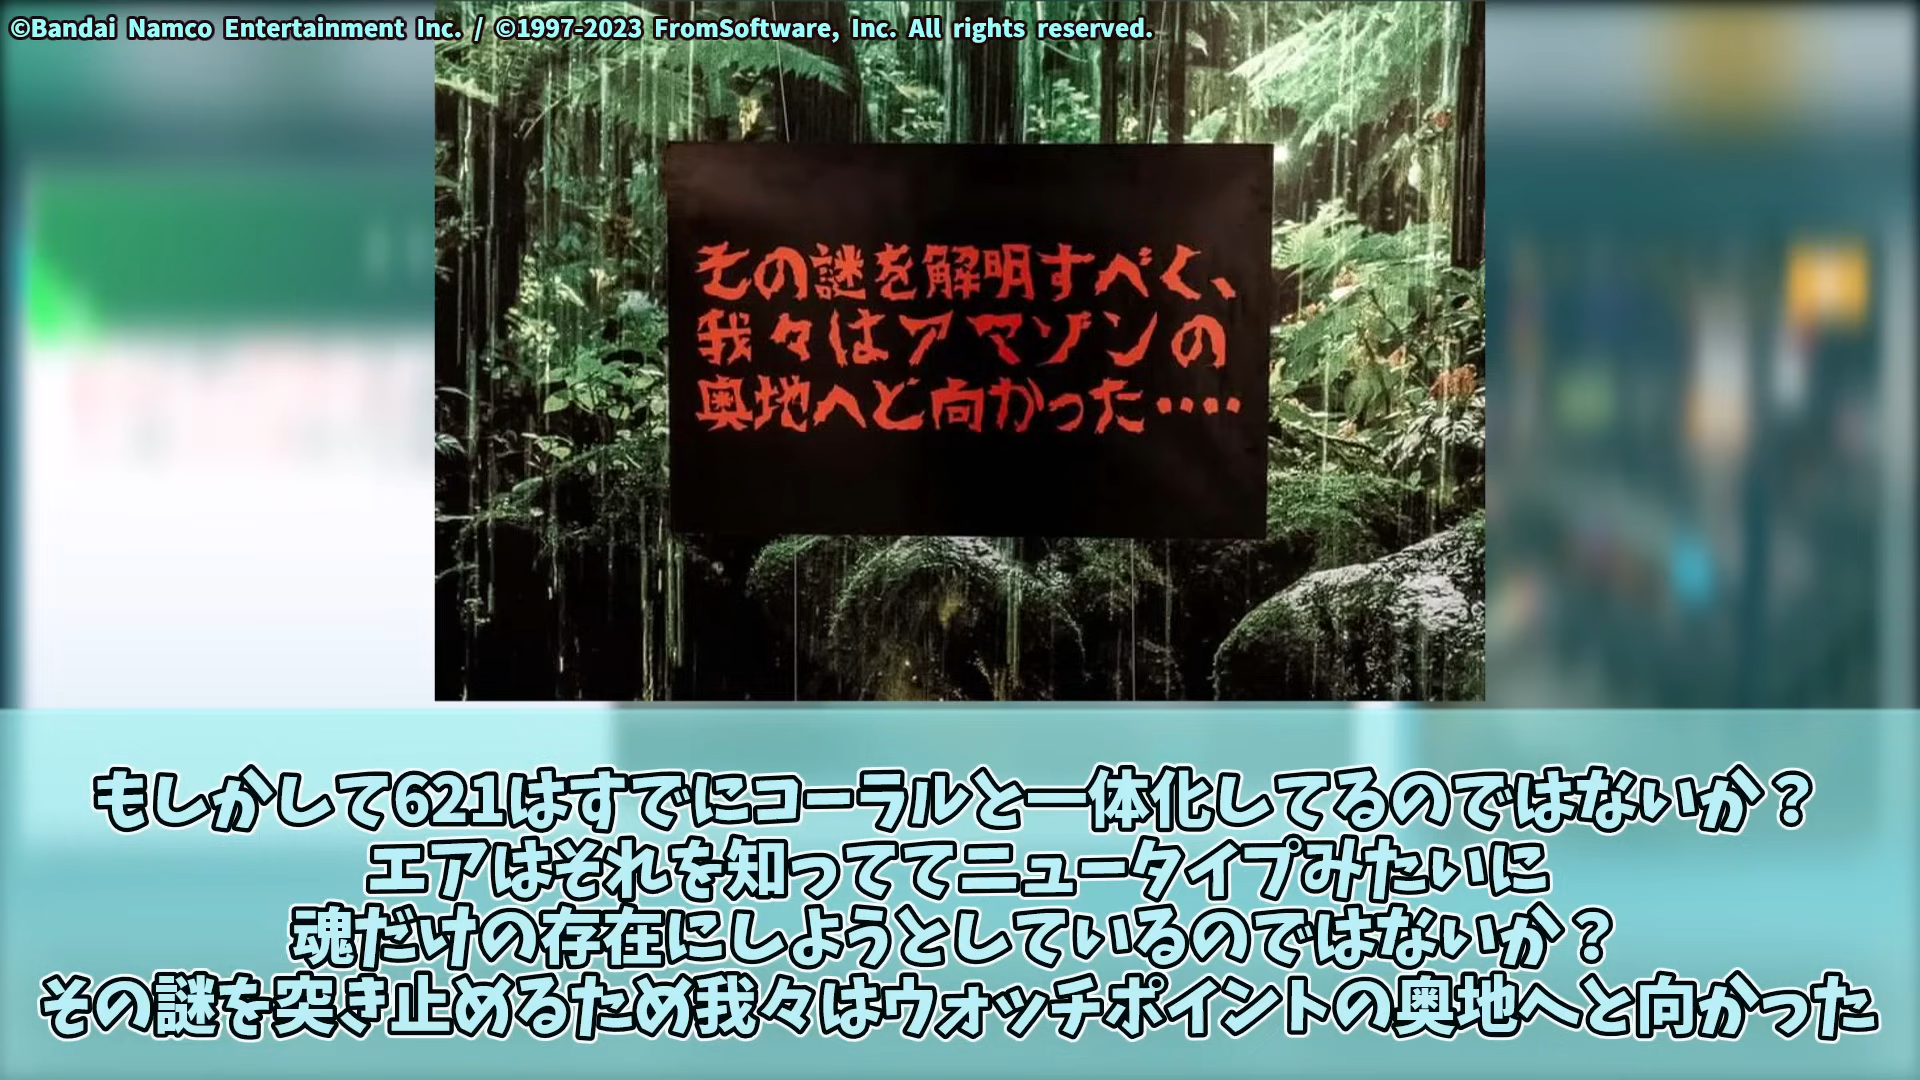 ©Bandai Namco Entertainment Inc. / ©1997-2023 FromSoftware, Inc. All rights reserved.
その謎を解明すべく、
我々はアマゾンの
奥地へと向かった‥‥
もしかして621はすでにコーラルと一体化してるのではないか？
エアはそれを知っててニュータイプみたいに
魂だけの存在にしようとしているのではないか？
その謎を突き止めるため我々はウォッチポイントの奥地へと向かった